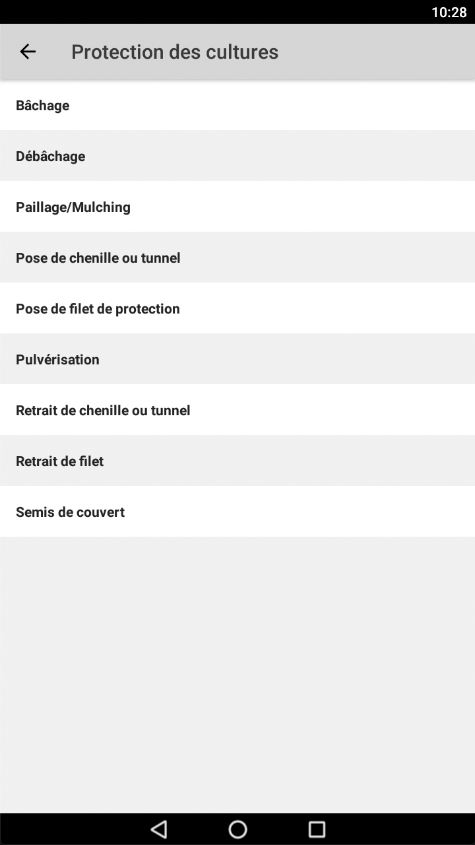 10:28
Protection des cultures
Bâchage
Débâchage
Paillage/Mulching
Pose de chenille ou tunnel
Pose de filet de protection
Pulvérisation
Retrait de chenille ou tunnel
Retrait de filet
Semis de couvert